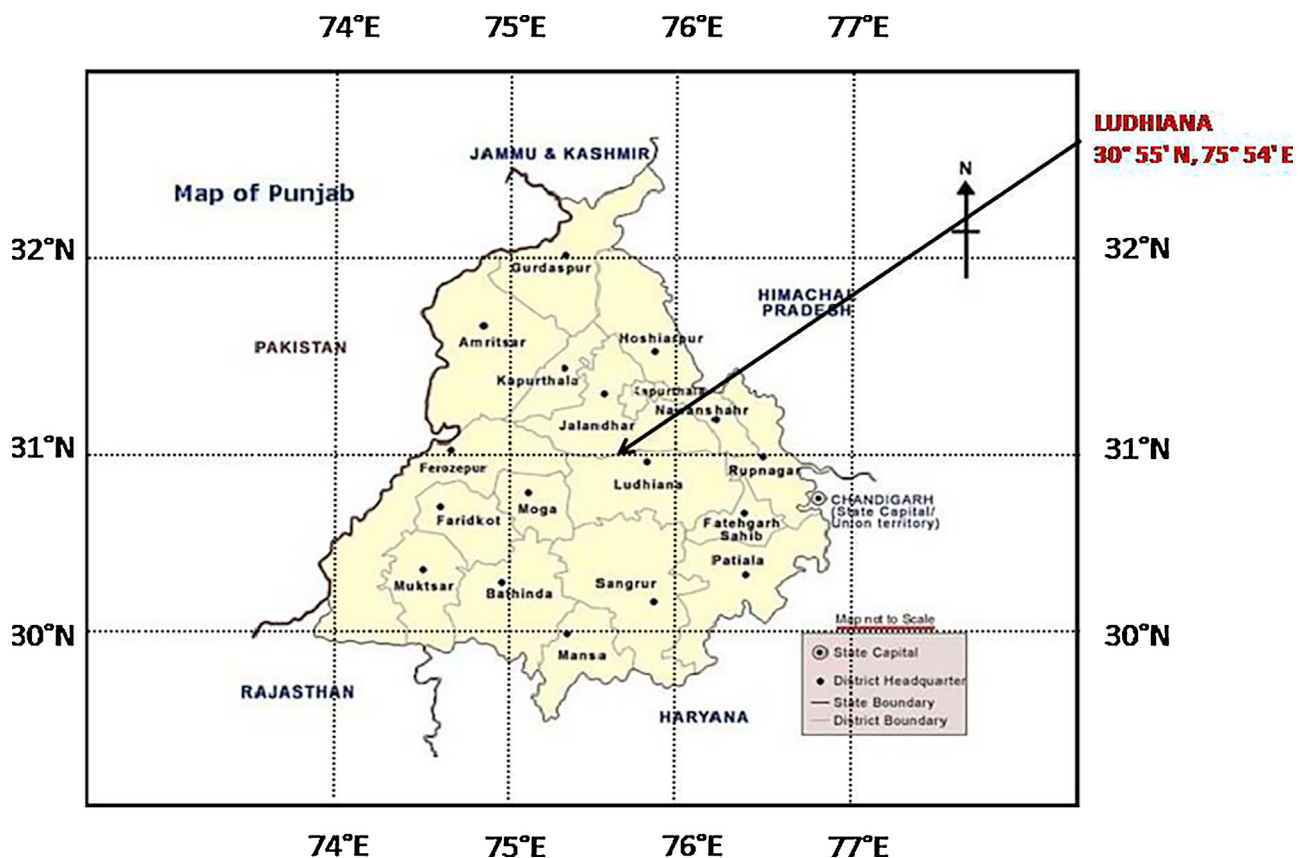 74°E 75°E 76°E 77°E
LUDHIANA
30° 55' N, 75° 54' E
JAMMU & KASHMIR
N
Map of Punjab
32°N 32°N
Gurdaspur
HIMACHAL
PRADESH
Amritsar
Hoshiarpur
PAKISTAN
Kapurthala
Kapurthala
Nawanshahr
Jalandhar
31°N 31°N
Ferozepur
Rupnagar
Ludhiana
CHANDIGARH
(State Capital/
Union territory)
Moga
Faridkot
Fatehgarh
Sahib
Patiala
Muktsar
Bathinda
Sangrur
Map not to Scale
30°N 30°N
Mansa
State Capital
District Headquarter
RAJASTHAN
State Boundary
HARYANA
District Boundary
74°E 75°E 76°E 77°E